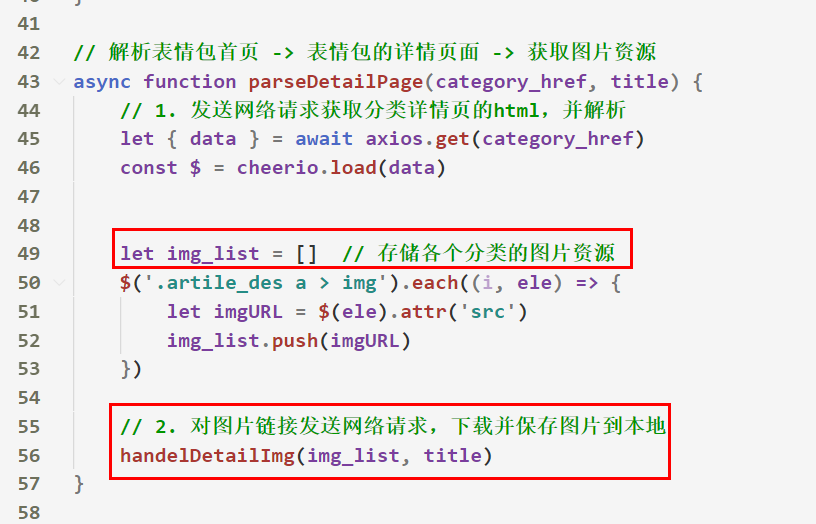 41
42 // 解析表情包首页 -> 表情包的详情页面 -> 获取图片资源
43 async function parseDetailPage(category_href, title) {
44 // 1. 发送网络请求获取分类详情页的html，并解析
45 let { data } = await axios.get(category_href)
46 const $ = cheerio.load(data)
47
48
49 let img_list = [] // 存储各个分类的图片资源
50 $('.artile_des a > img').each((i, ele) => {
51 let imgURL = $(ele).attr('src')
52 img_list.push(imgURL)
53 })
54
55 // 2. 对图片链接发送网络请求，下载并保存图片到本地
56 handelDetailImg(img_list, title)
57 }
58